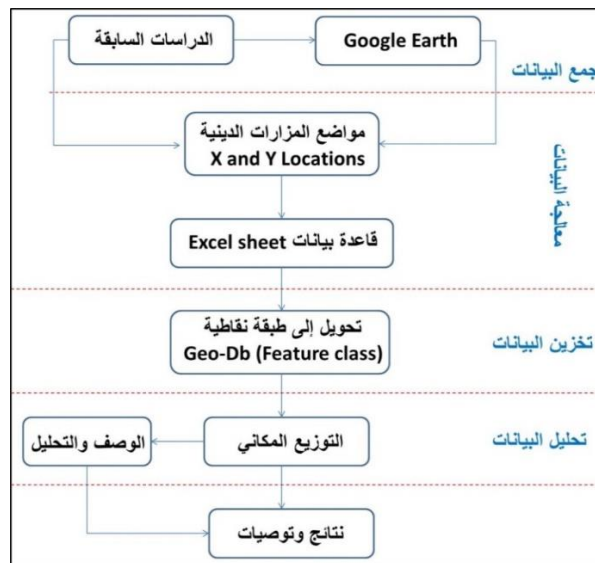 الدراسات السابقة
Google Earth
جمع البيانات
مواضع المزارات الدينية
X and Y Locations
معالجة البيانات
قاعدة بيانات Excel sheet
تحويل إلى طبقة نقاطية
Geo-Db (Feature class)
تخزين البيانات
التوزيع المكاني
الوصف والتحليل
تحليل البيانات
نتائج وتوصيات